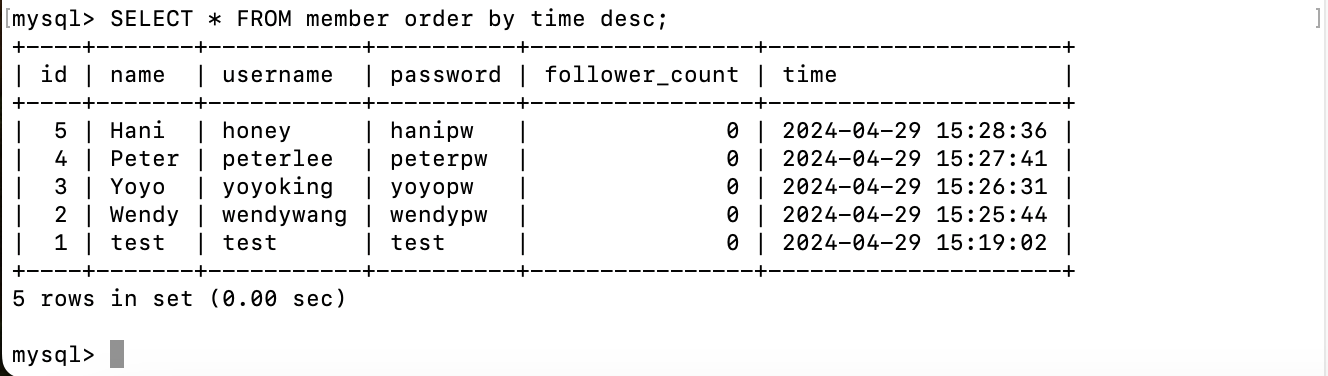 [mysql> SELECT * FROM member order by time desc; ]
+----+-------+-----------+----------+----------------+---------------------+
| id | name  | username  | password | follower_count | time                |
+----+-------+-----------+----------+----------------+---------------------+
|  5 | Hani  | honey     | hanipw   |              0 | 2024-04-29 15:28:36 |
|  4 | Peter | peterlee  | peterpw  |              0 | 2024-04-29 15:27:41 |
|  3 | Yoyo  | yoyoking  | yoyopw   |              0 | 2024-04-29 15:26:31 |
|  2 | Wendy | wendywang | wendypw  |              0 | 2024-04-29 15:25:44 |
|  1 | test  | test      | test     |              0 | 2024-04-29 15:19:02 |
+----+-------+-----------+----------+----------------+---------------------+
5 rows in set (0.00 sec)
mysql>